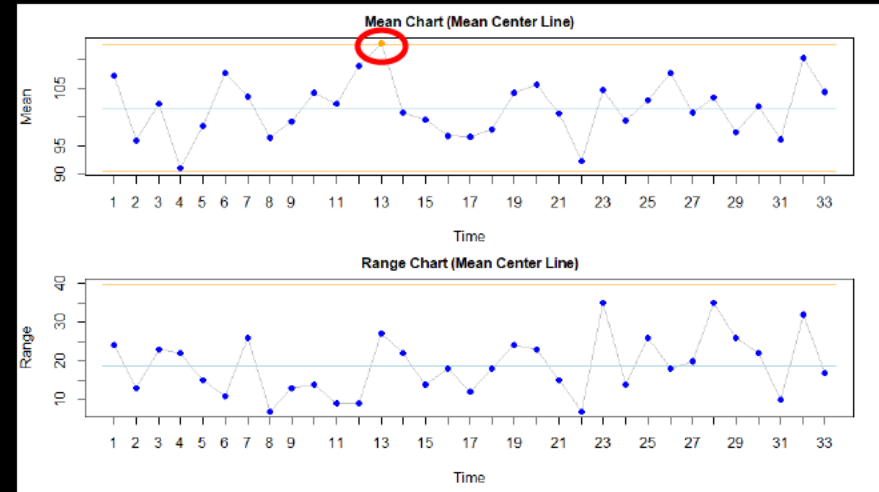 Mean Chart (Mean Center Line)
Mean
105
95
90
1 2 3 4 5 6 7 8 9 11 13 15 17 19 21 23 25 27 29 31 33
Time
Range Chart (Mean Center Line)
Range
40
30
20
10
1 2 3 4 5 6 7 8 9 11 13 15 17 19 21 23 25 27 29 31 33
Time